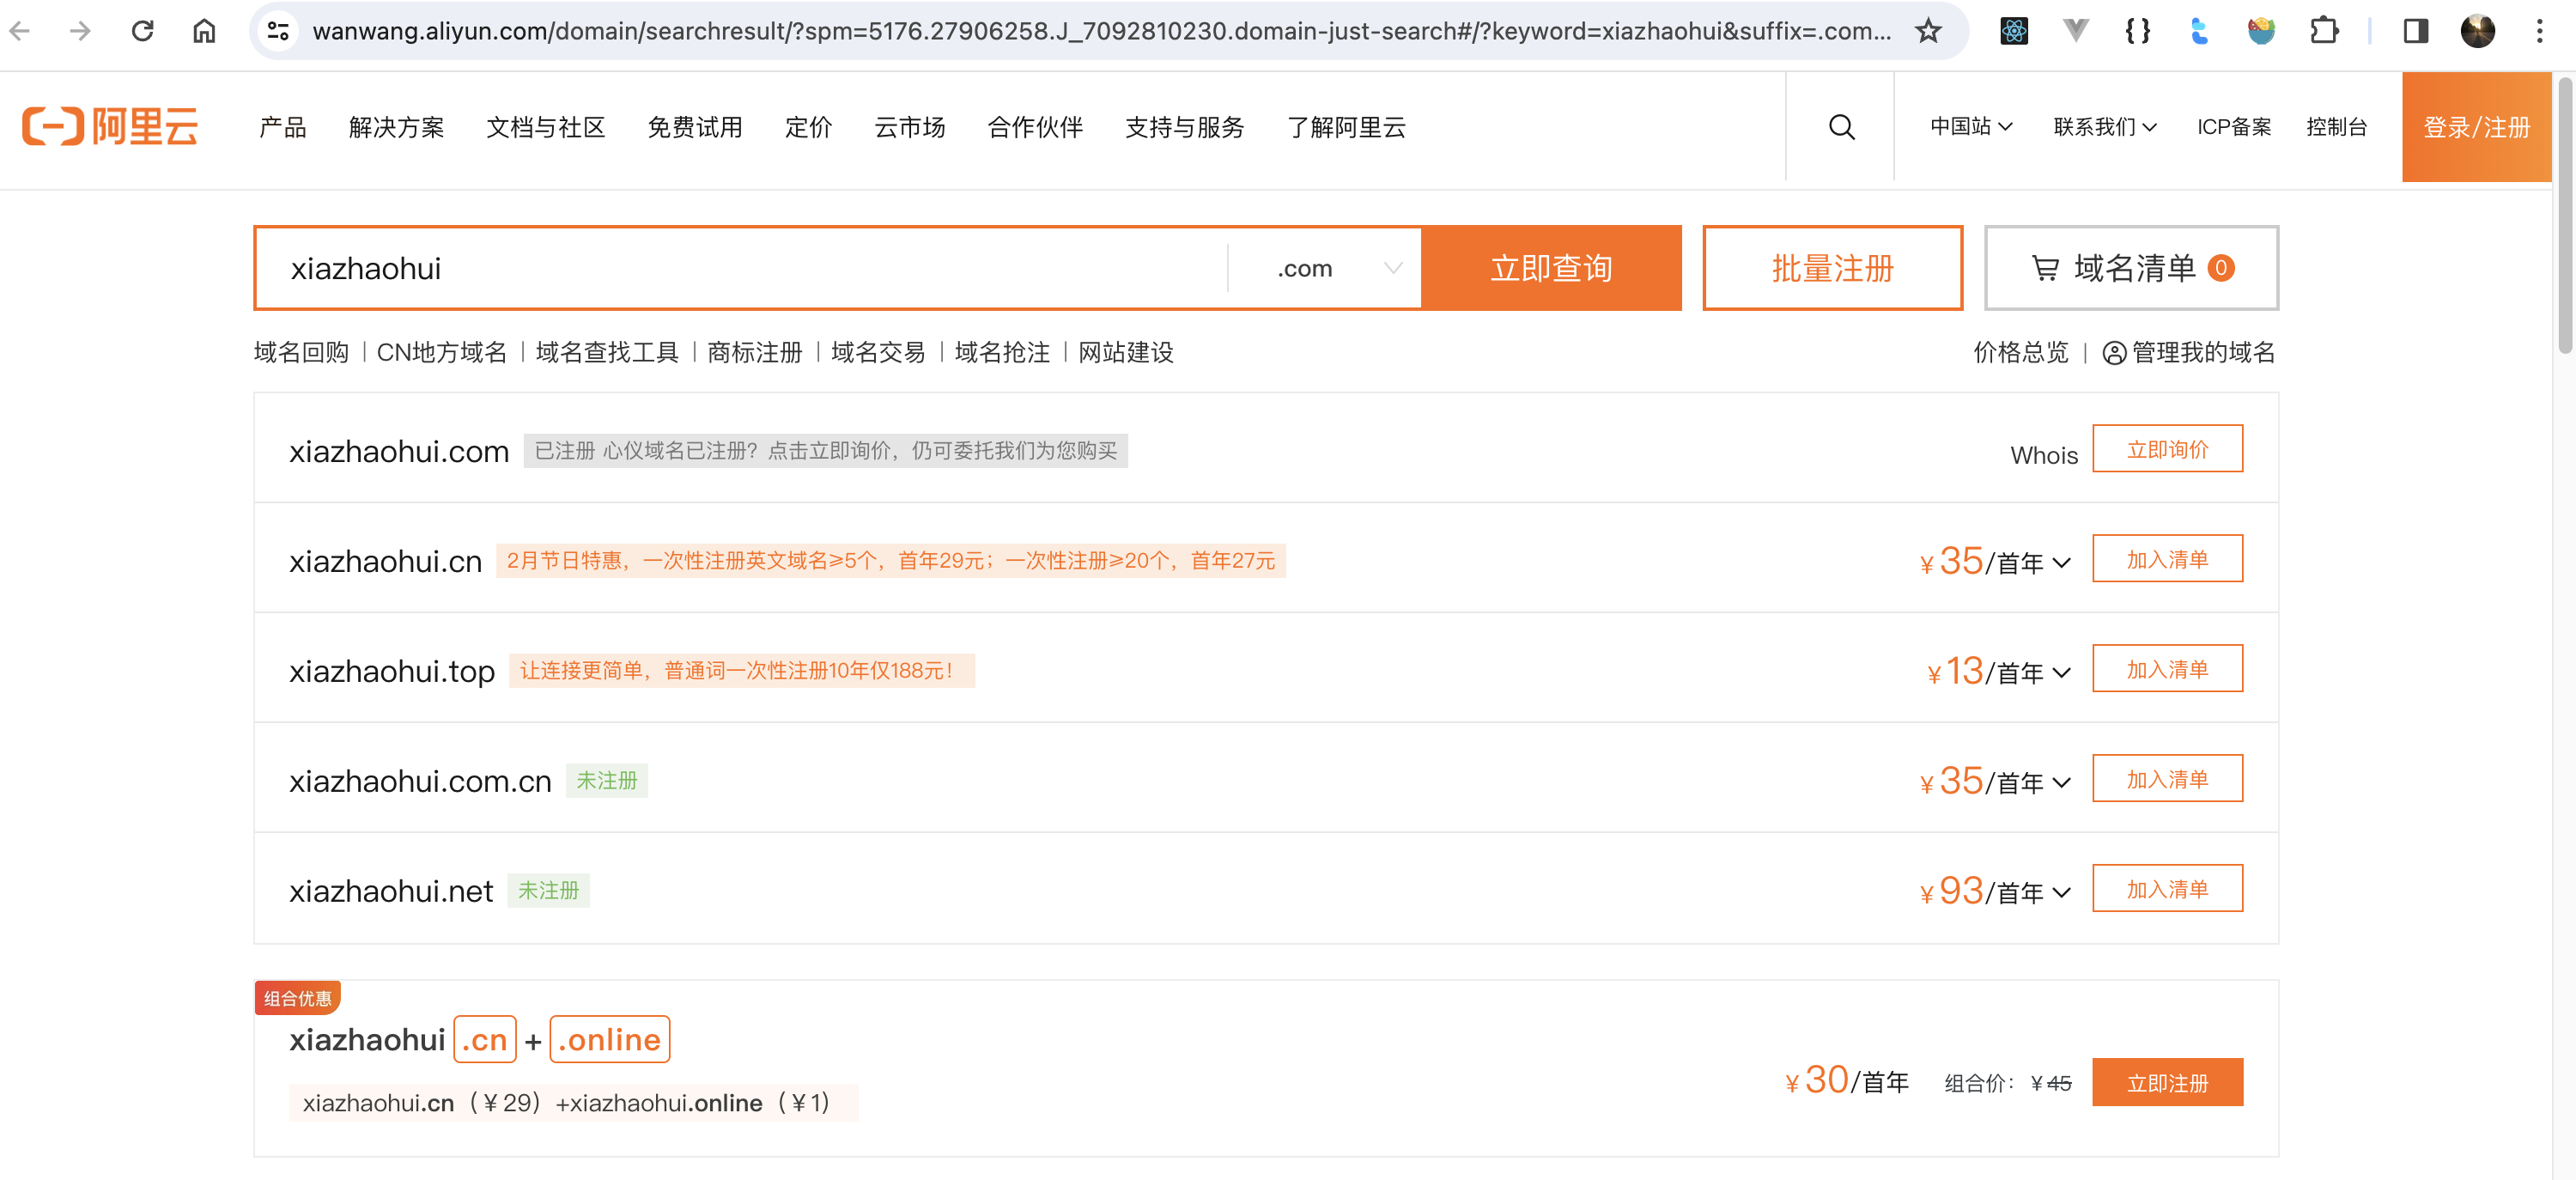 wanwang.aliyun.com/domain/searchresult/?spm=5176.27906258.J_7092810230.domain-just-search#/?keyword=xiazhaohui&suffix=.com...
阿里云 产品 解决方案 文档与社区 免费试用 定价 云市场 合作伙伴 支持与服务 了解阿里云 中国站 联系我们 ICP备案 控制台 登录/注册
xiazhaohui .com 立即查询 批量注册 域名清单 0
域名回购 | CN地方域名 | 域名查找工具 | 商标注册 | 域名交易 | 域名抢注 | 网站建设 价格总览 | 管理我的域名
xiazhaohui.com 已注册 心仪域名已注册？点击立即询价，仍可委托我们为您购买 Whois 立即询价
xiazhaohui.cn 2月节日特惠，一次性注册英文域名≥5个，首年29元；一次性注册≥20个，首年27元 ¥35/首年 加入清单
xiazhaohui.top 让连接更简单，普通词一次性注册10年仅188元！ ¥13/首年 加入清单
xiazhaohui.com.cn 未注册 ¥35/首年 加入清单
xiazhaohui.net 未注册 ¥93/首年 加入清单
组合优惠
xiazhaohui .cn + .online
¥30/首年 组合价：¥45 立即注册
xiazhaohui.cn（¥29）+xiazhaohui.online（¥1）